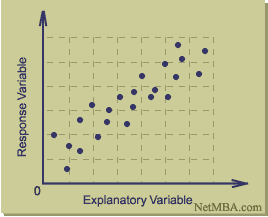 Response Variable
0
Explanatory Variable
NetMBA.com